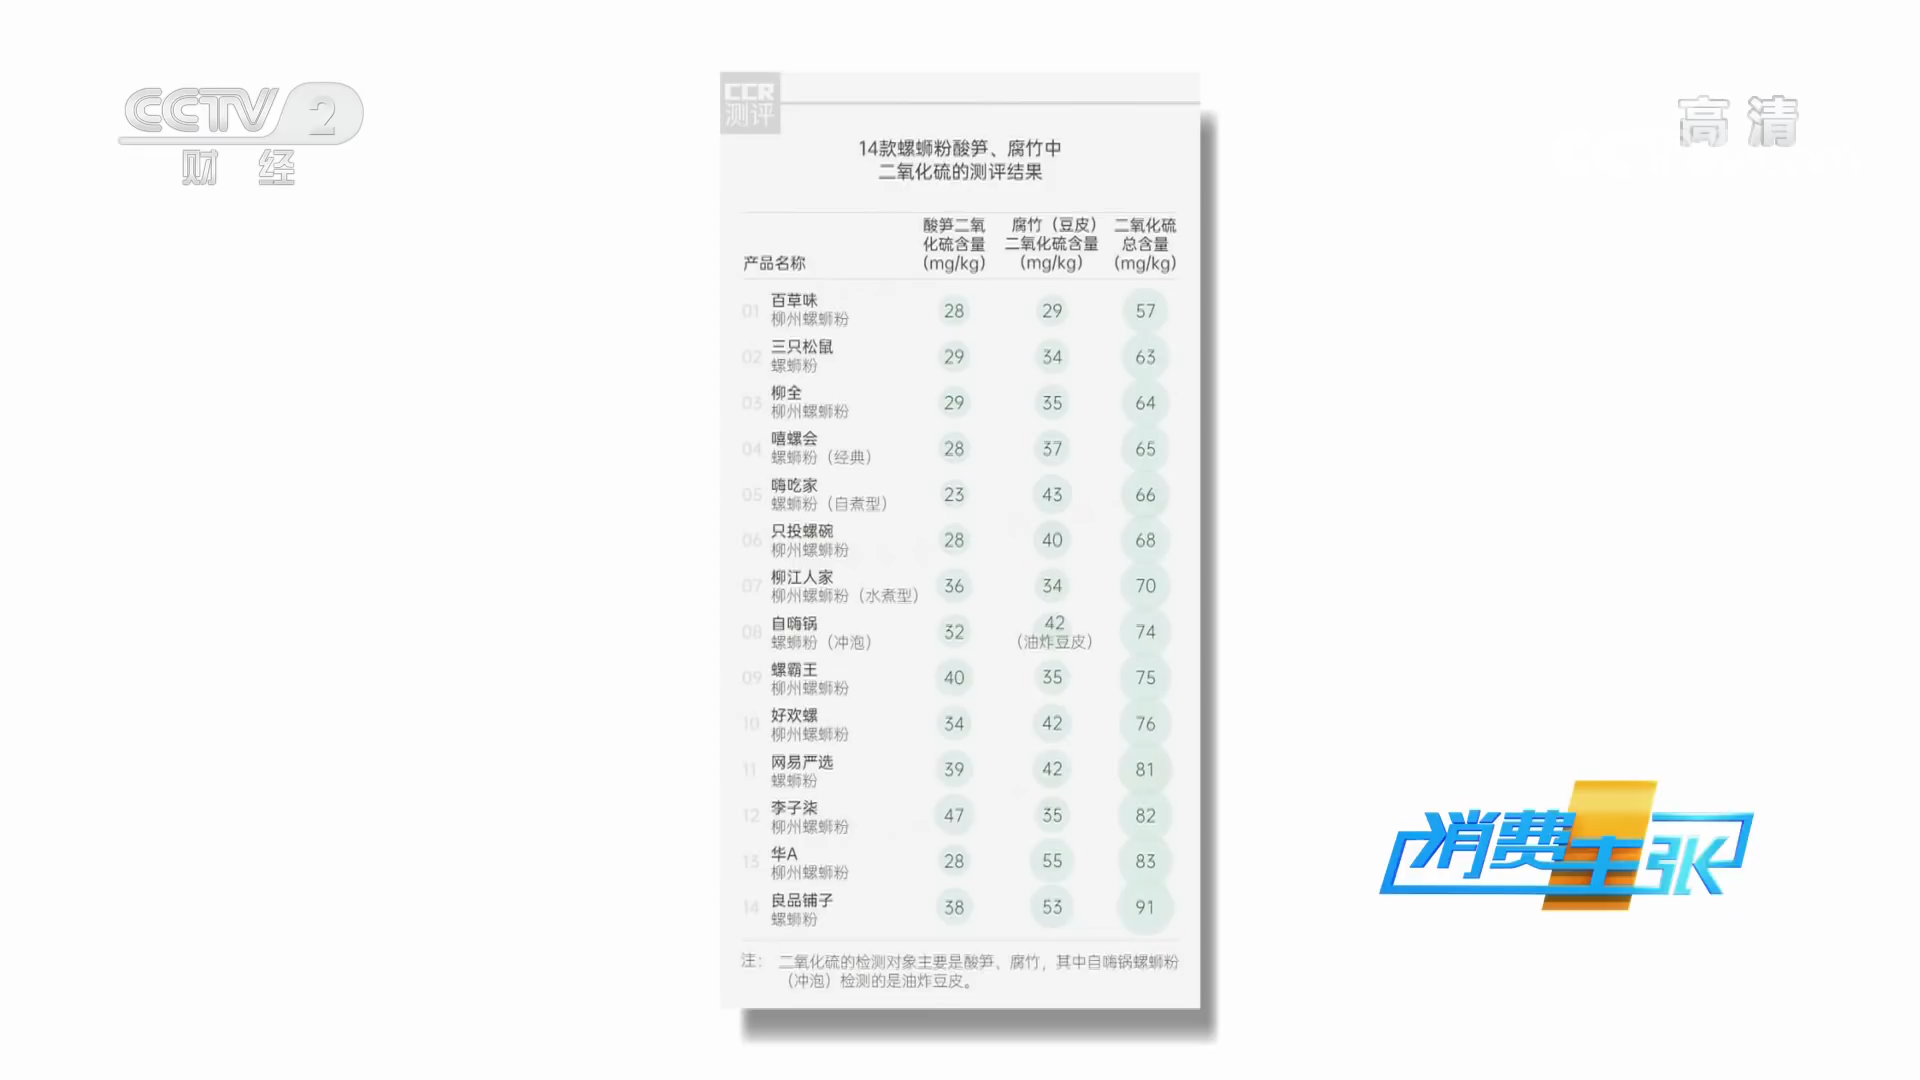 CCTV 2
财 经
高 清
CCR
测评
14款螺蛳粉酸笋、腐竹中
二氧化硫的测评结果
产品名称
酸笋二氧
化硫含量
(mg/kg)
腐竹（豆皮）
二氧化硫含量
(mg/kg)
二氧化硫
总含量
(mg/kg)
01 百草味 28 29 57
柳州螺蛳粉
02 三只松鼠 29 34 63
螺蛳粉
03 柳全 29 35 64
柳州螺蛳粉
04 嘻螺会 28 37 65
螺蛳粉（经典）
05 嗨吃家 23 43 66
螺蛳粉（自煮型）
06 只投螺碗 28 40 68
柳州螺蛳粉
07 柳江人家 36 34 70
柳州螺蛳粉（水煮型）
08 自嗨锅 32 42 74
螺蛳粉（冲泡） （油炸豆皮）
09 螺霸王 40 35 75
柳州螺蛳粉
10 好欢螺 34 42 76
柳州螺蛳粉
11 网易严选 39 42 81
螺蛳粉
12 李子柒 47 35 82
柳州螺蛳粉
13 华A 28 55 83
柳州螺蛳粉
14 良品铺子 38 53 91
螺蛳粉
注： 二氧化硫的检测对象主要是酸笋、腐竹，其中自嗨锅螺蛳粉
（冲泡）检测的是油炸豆皮。
消费主张